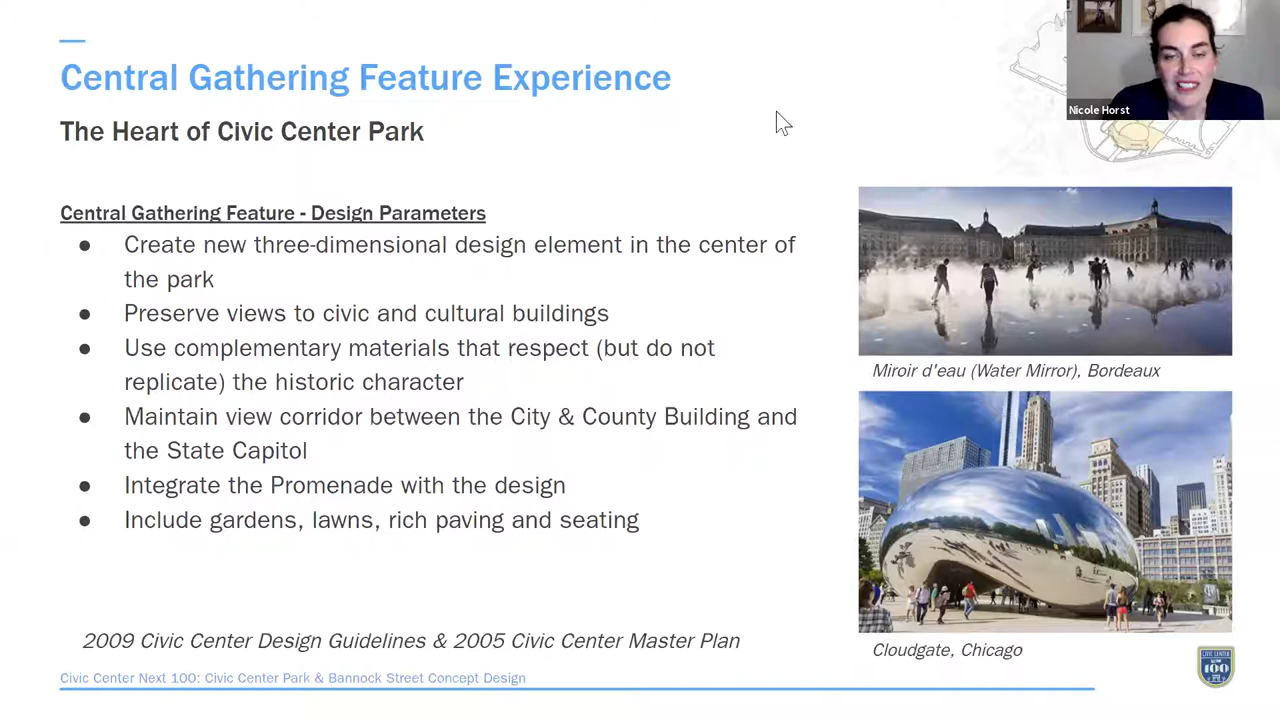 Central Gathering Feature Experience
Nicole Horst
The Heart of Civic Center Park
Central Gathering Feature - Design Parameters
● Create new three-dimensional design element in the center of
the park
● Preserve views to civic and cultural buildings
● Use complementary materials that respect (but do not
replicate) the historic character
● Maintain view corridor between the City & County Building and
the State Capitol
● Integrate the Promenade with the design
● Include gardens, lawns, rich paving and seating
Miroir d'eau (Water Mirror), Bordeaux
Cloudgate, Chicago
2009 Civic Center Design Guidelines & 2005 Civic Center Master Plan
Civic Center Next 100: Civic Center Park & Bannock Street Concept Design
CIVIC CENTER
100